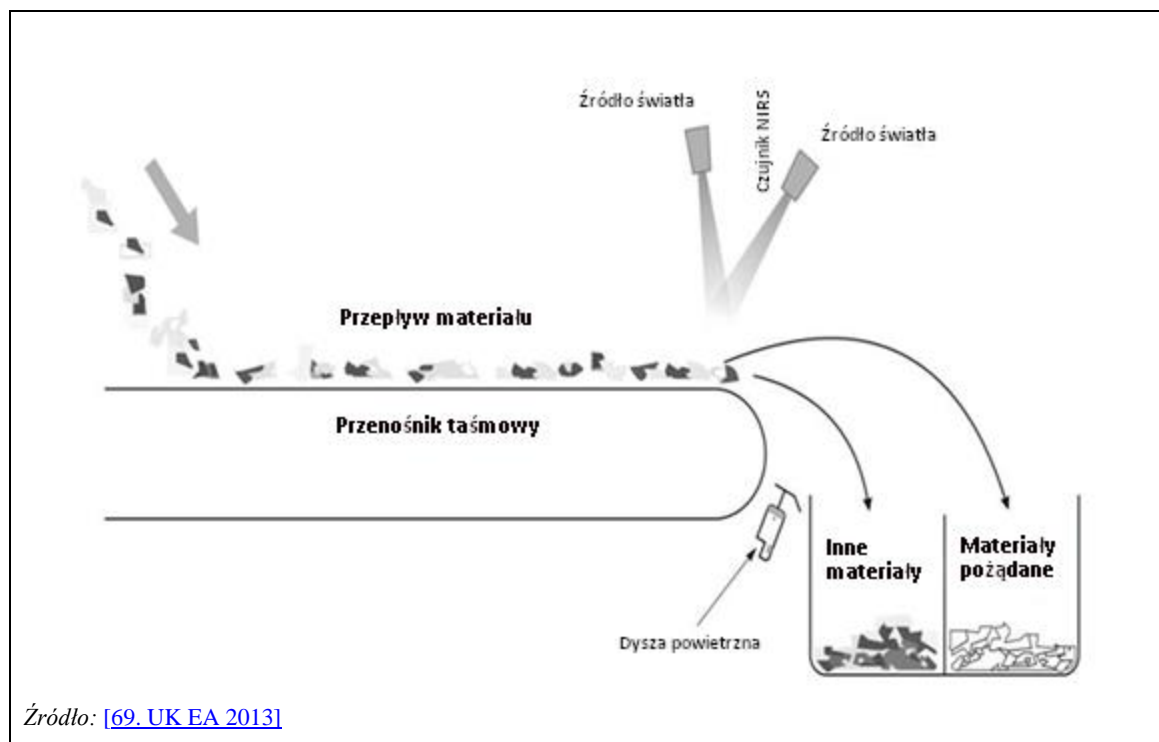 Źródło światła
Czujnik NIRS
Źródło światła
Przepływ materiału
Przenośnik taśmowy
Inne
materiały
Materiały
pożądane
Dysza powietrzna
Źródło: [69. UK EA 2013]